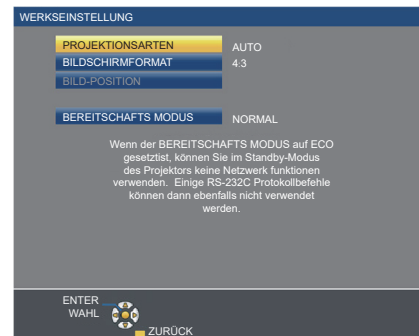 WERKSEINSTELLUNG
PROJEKTIONSARTEN AUTO
BILDSCHIRMFORMAT 4:3
BILD-POSITION
BEREITSCHAFTS MODUS NORMAL
Wenn der BEREITSCHAFTS MODUS auf ECO
gesetztist, können Sie im Standby-Modus
des Projektors keine Netzwerk funktionen
verwenden. Einige RS-232C Protokollbefehle
können dann ebenfalls nicht verwendet
werden.
ENTER
WAHL
ZURÜCK